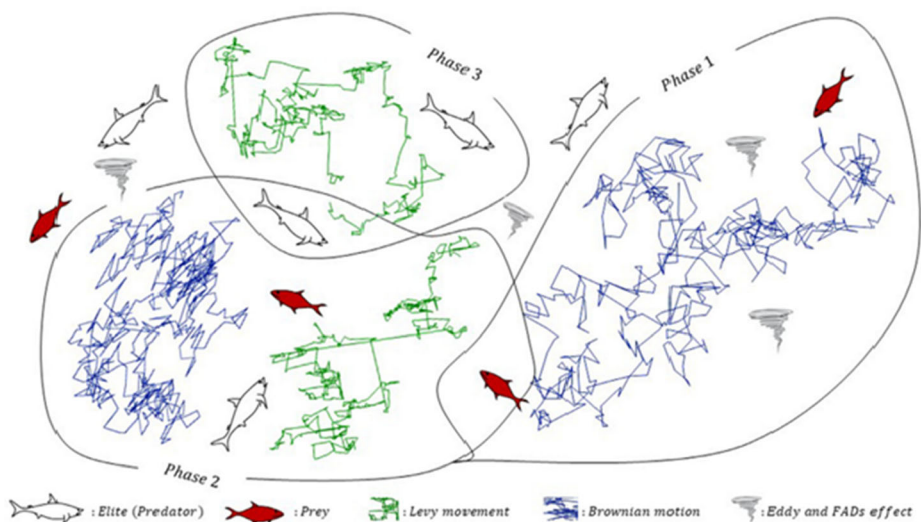 Phase 3
Phase 1
Phase 2
: Elite (Predator) : Prey : Levy movement : Brownian motion : Eddy and FADs effect